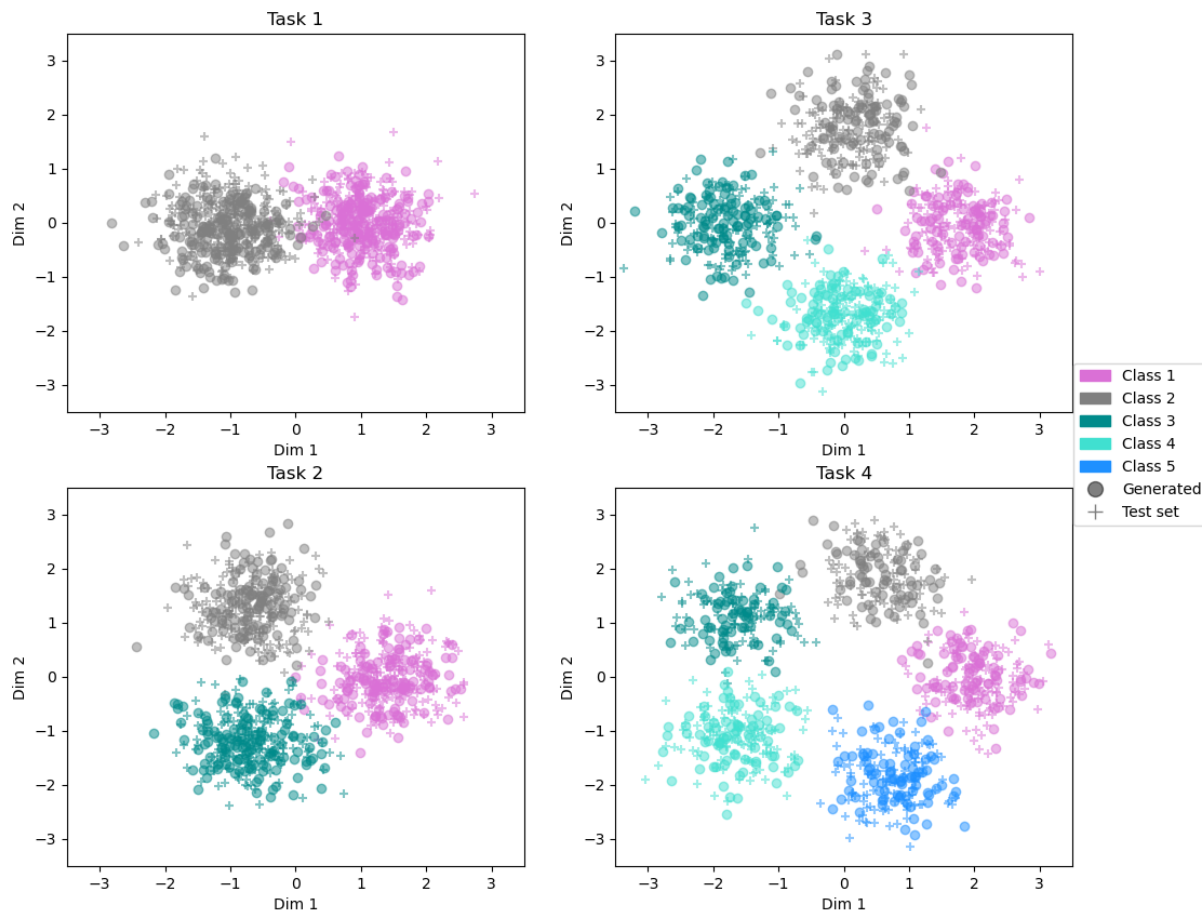 Task 1
3
2
1
0
−1
−2
−3
Dim 2
−3 −2 −1 0 1 2 3
Dim 1
Task 3
3
2
1
0
−1
−2
−3
Dim 2
−3 −2 −1 0 1 2 3
Dim 1
Class 1
Class 2
Class 3
Class 4
Class 5
Generated
Test set
Task 2
3
2
1
0
−1
−2
−3
Dim 2
−3 −2 −1 0 1 2 3
Dim 1
Task 4
3
2
1
0
−1
−2
−3
Dim 2
−3 −2 −1 0 1 2 3
Dim 1